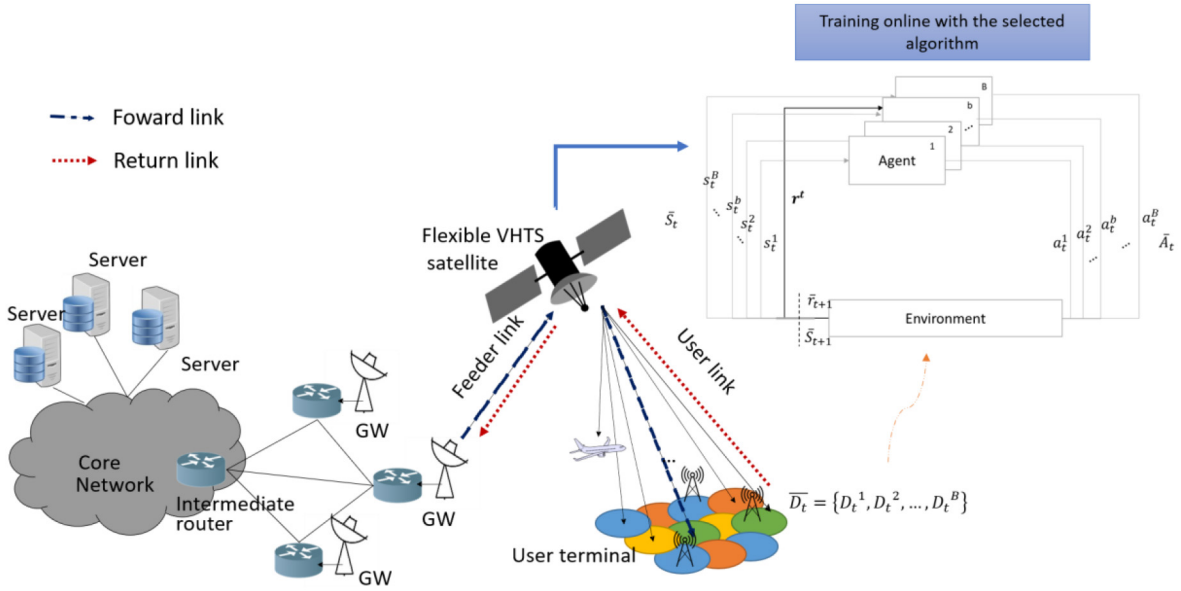 Training online with the selected
algorithm
Foward link
Return link
B
b
2
...
1
Agent
s_t^B
...
s_t^b
...
s_t^2
s_t^1
r^t
S̄_t
a_t^1
a_t^2
...
a_t^b
...
a_t^B
Ā_t
r̄_{t+1}
S̄_{t+1}
Environment
Flexible VHTS
satellite
Server
Server
Server
Feeder link
User link
GW
GW
GW
Core
Network
Intermediate
router
..
User terminal
D̅_t = {D_t^1, D_t^2, ..., D_t^B}